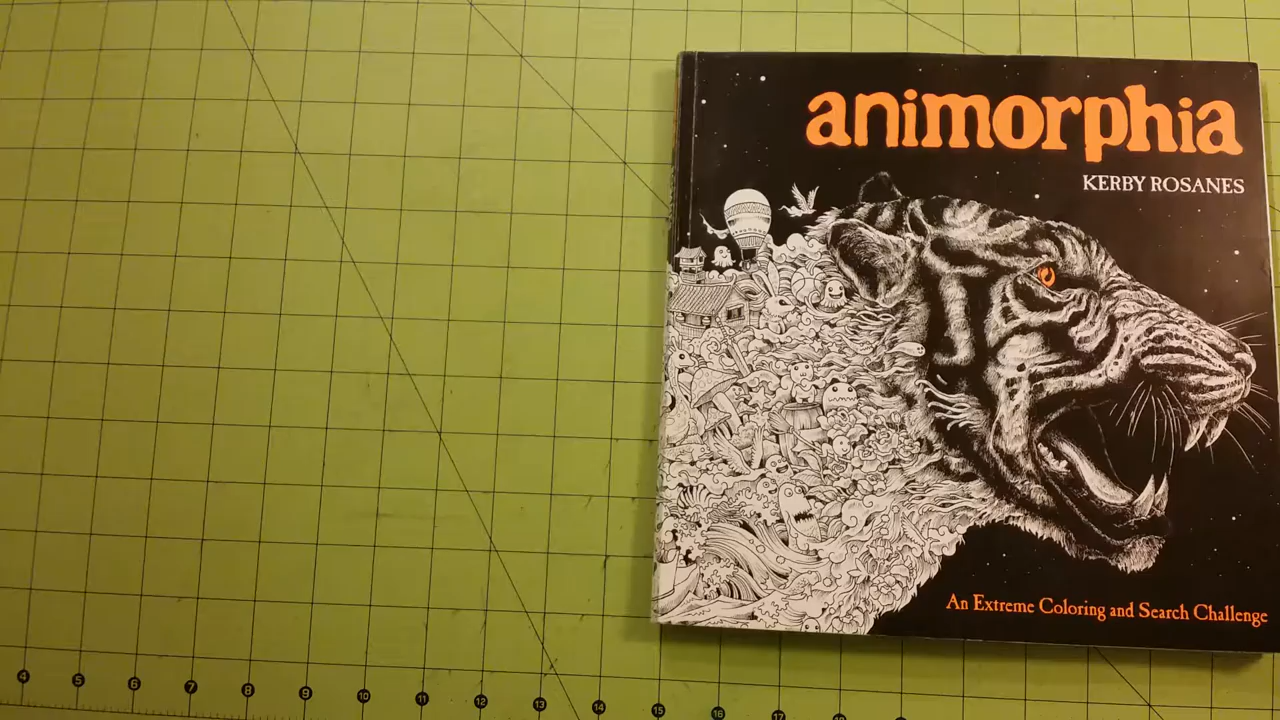 animorphia
KERBY ROSANES
An Extreme Coloring and Search Challenge
4 5 6 7 8 9 10 11 12 13 14 15 16 17